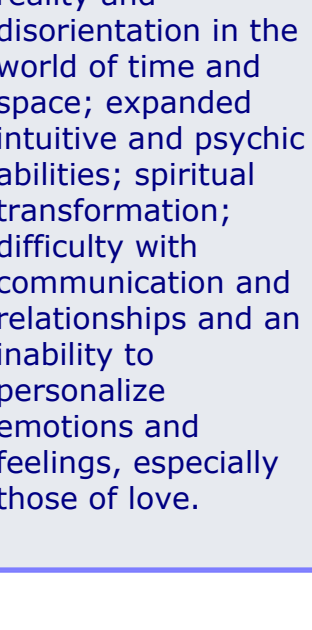 reality and
disorientation in the
world of time and
space; expanded
intuitive and psychic
abilities; spiritual
transformation;
difficulty with
communication and
relationships and an
inability to
personalize
emotions and
feelings, especially
those of love.